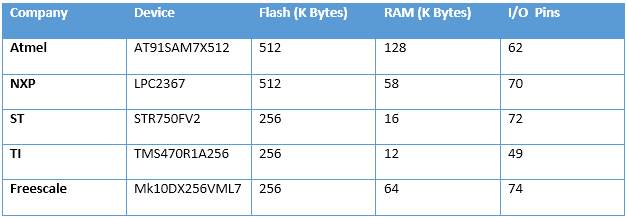 Company Device Flash (K Bytes) RAM (K Bytes) I/O Pins
Atmel AT91SAM7X512 512 128 62
NXP LPC2367 512 58 70
ST STR750FV2 256 16 72
TI TMS470R1A256 256 12 49
Freescale Mk10DX256VML7 256 64 74